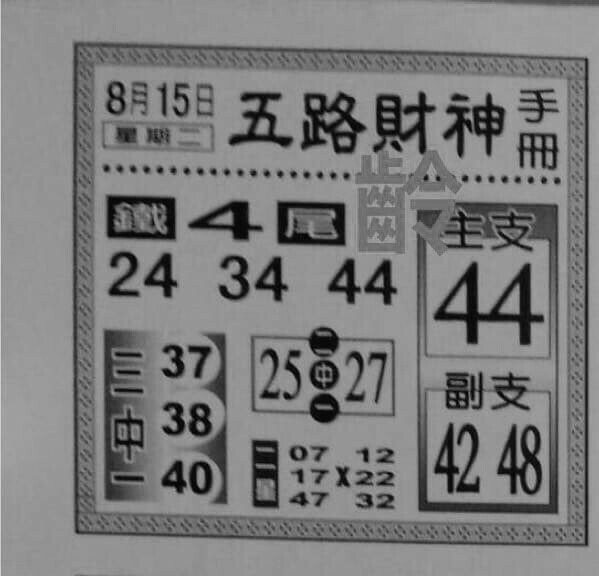 8月15日
星期二
五路財神
手冊
齡
鐵4尾
24 34 44
主支
44
三中一
37
38
40
二中一
25 27
副支
42 48
二星
07 12
17 X 22
47 32